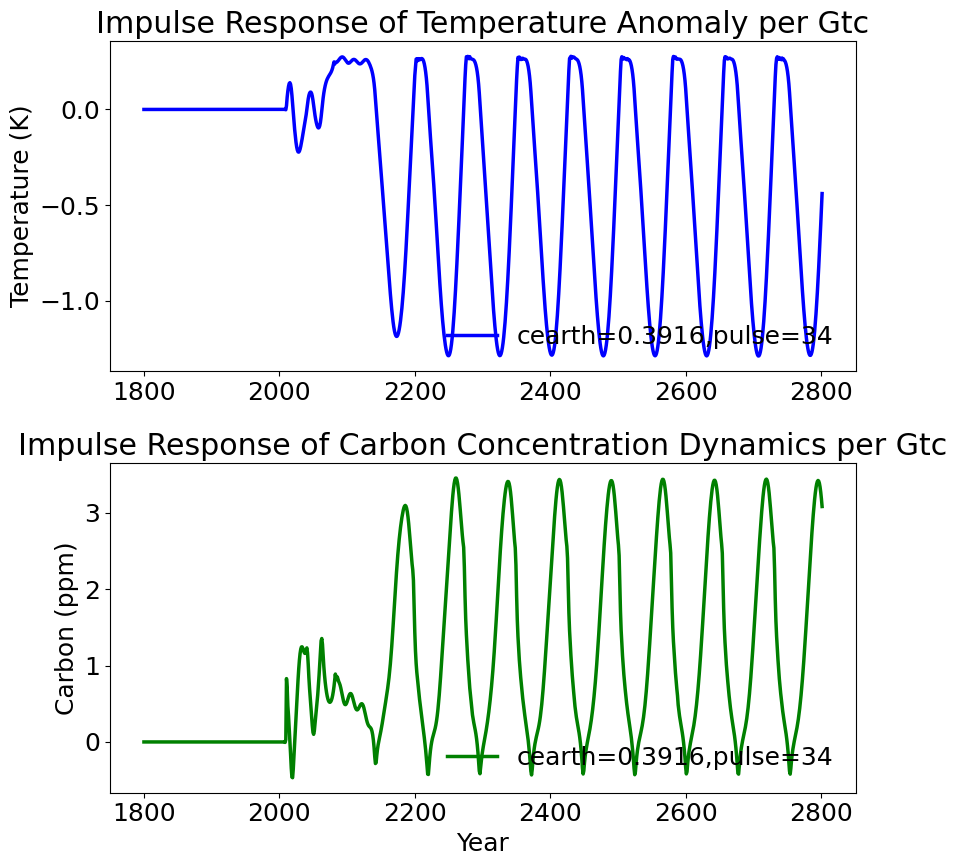 Impulse Response of Temperature Anomaly per Gtc
Temperature (K)
0.0
−0.5
−1.0
cearth=0.3916,pulse=34
1800 2000 2200 2400 2600 2800
Impulse Response of Carbon Concentration Dynamics per Gtc
Carbon (ppm)
3
2
1
0
cearth=0.3916,pulse=34
1800 2000 2200 2400 2600 2800
Year